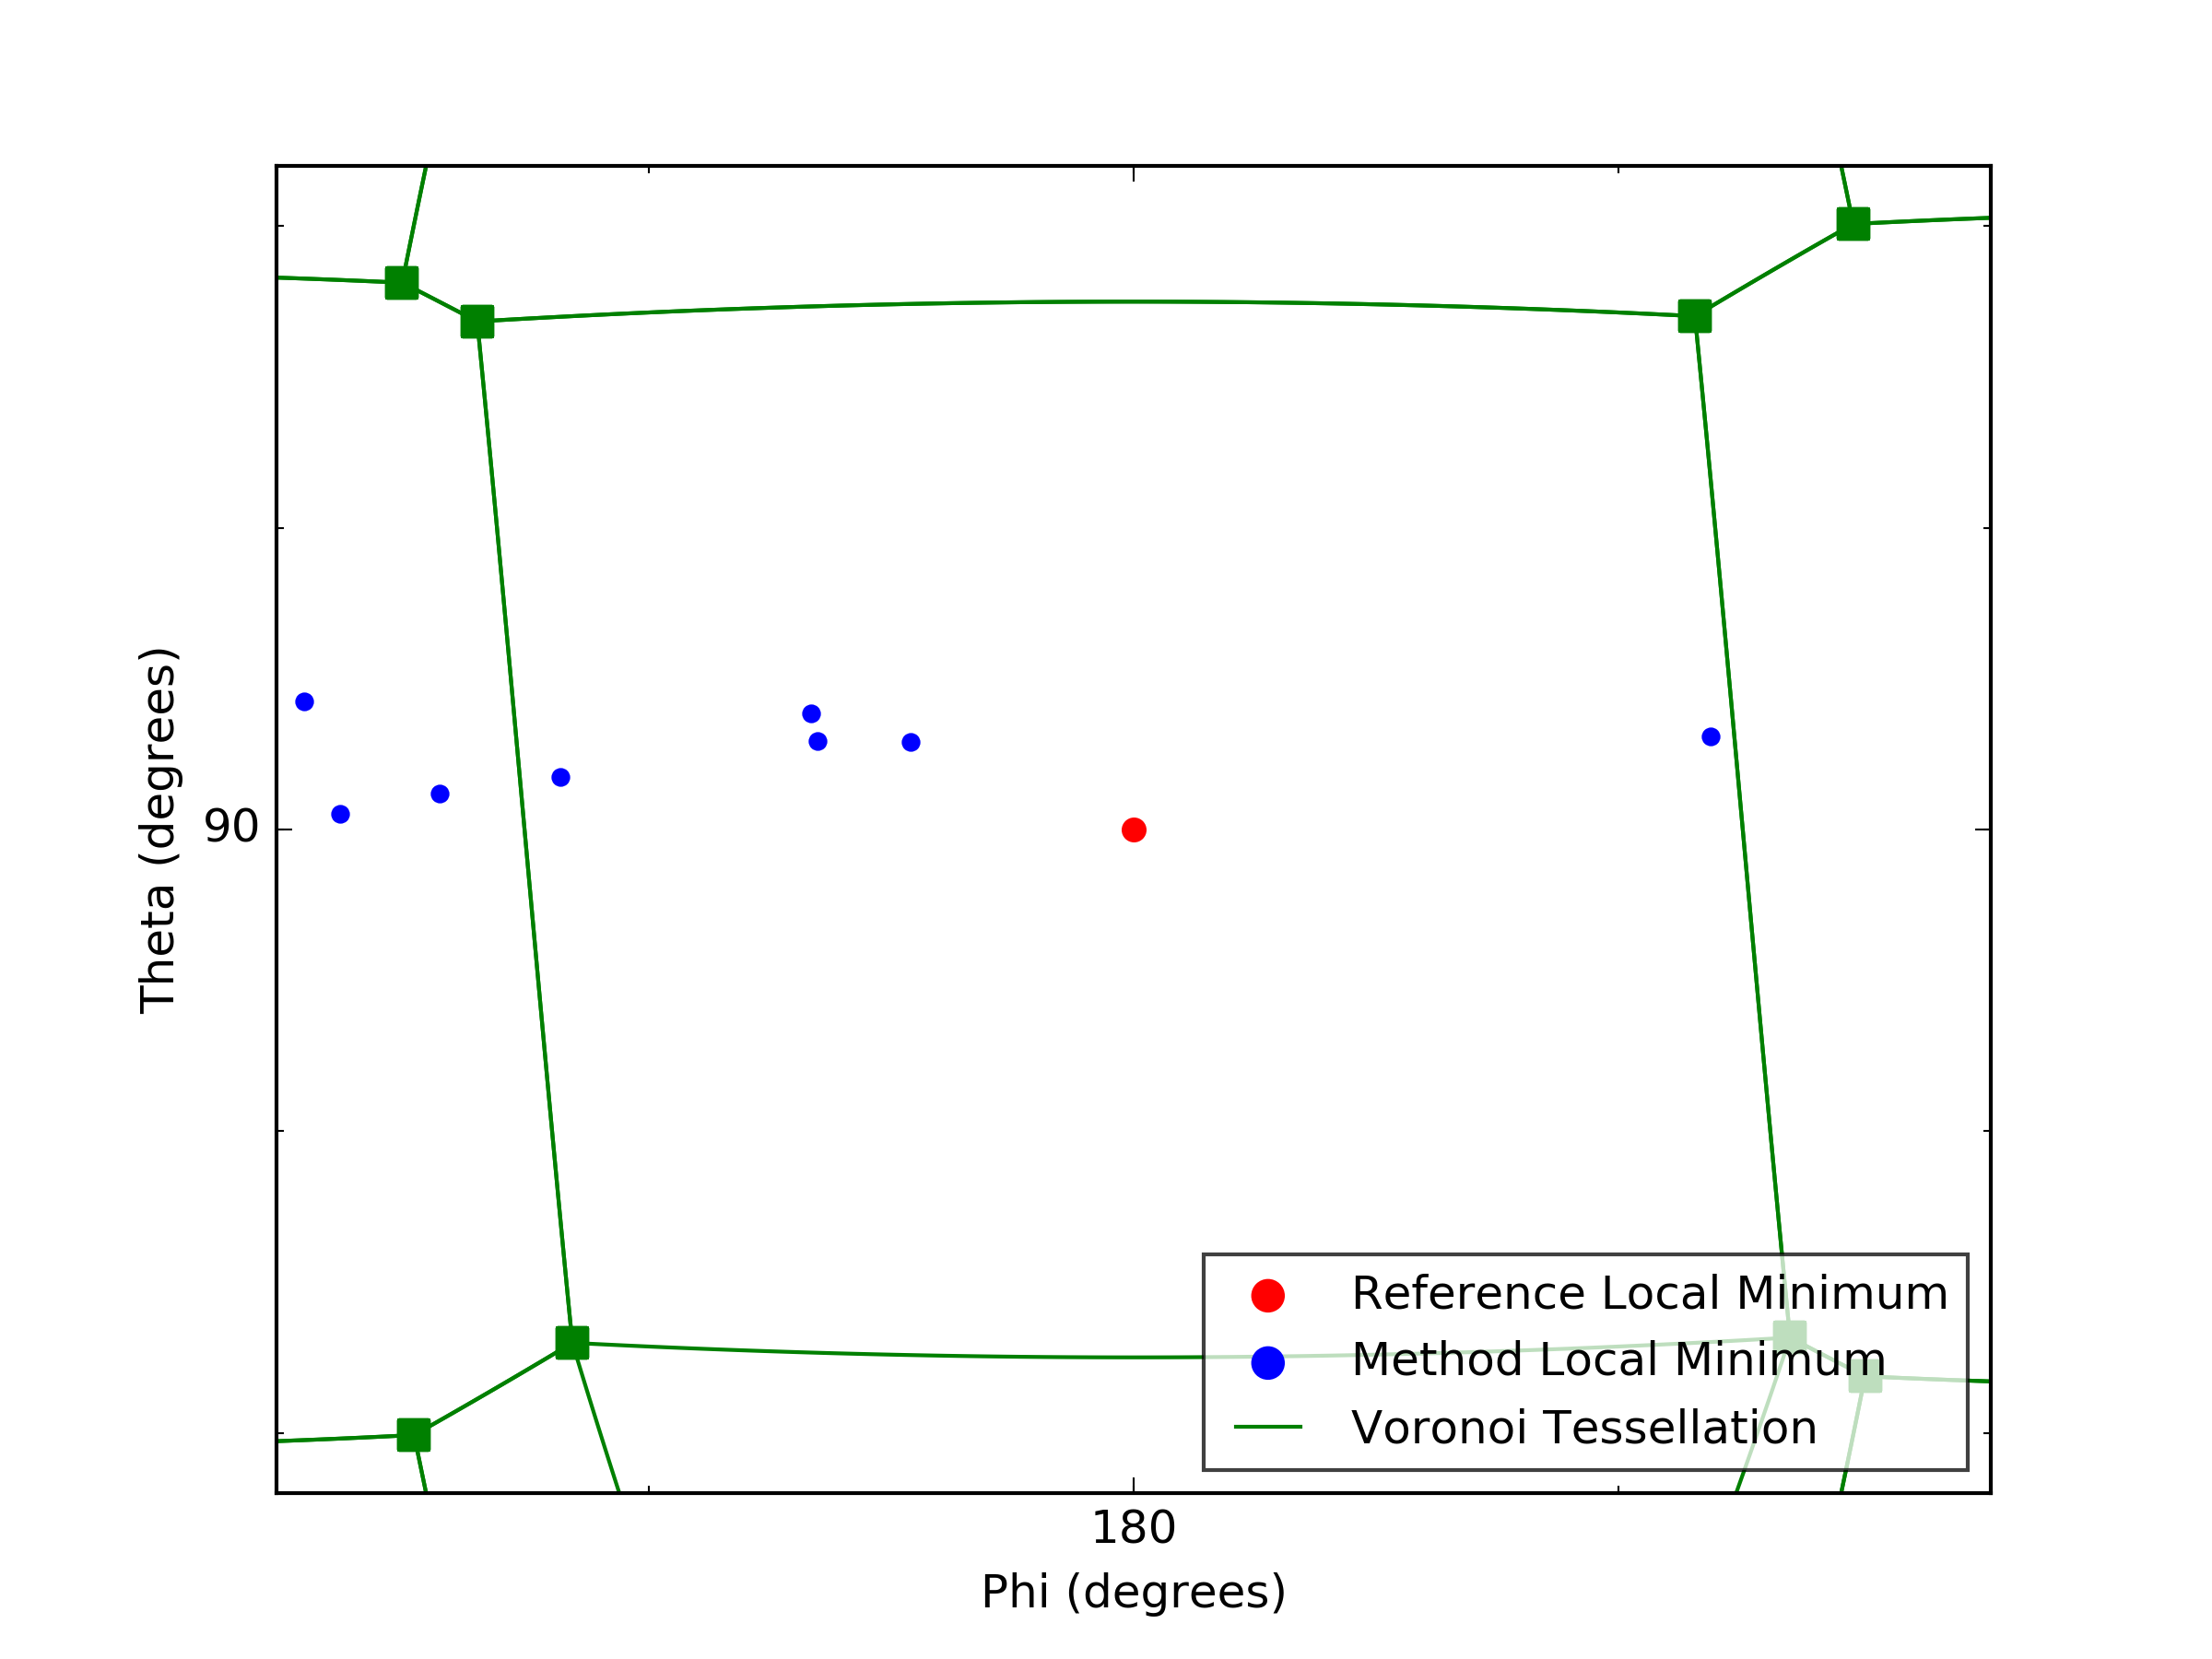 Theta (degrees)
90
180
Phi (degrees)
Reference Local Minimum
Method Local Minimum
Voronoi Tessellation